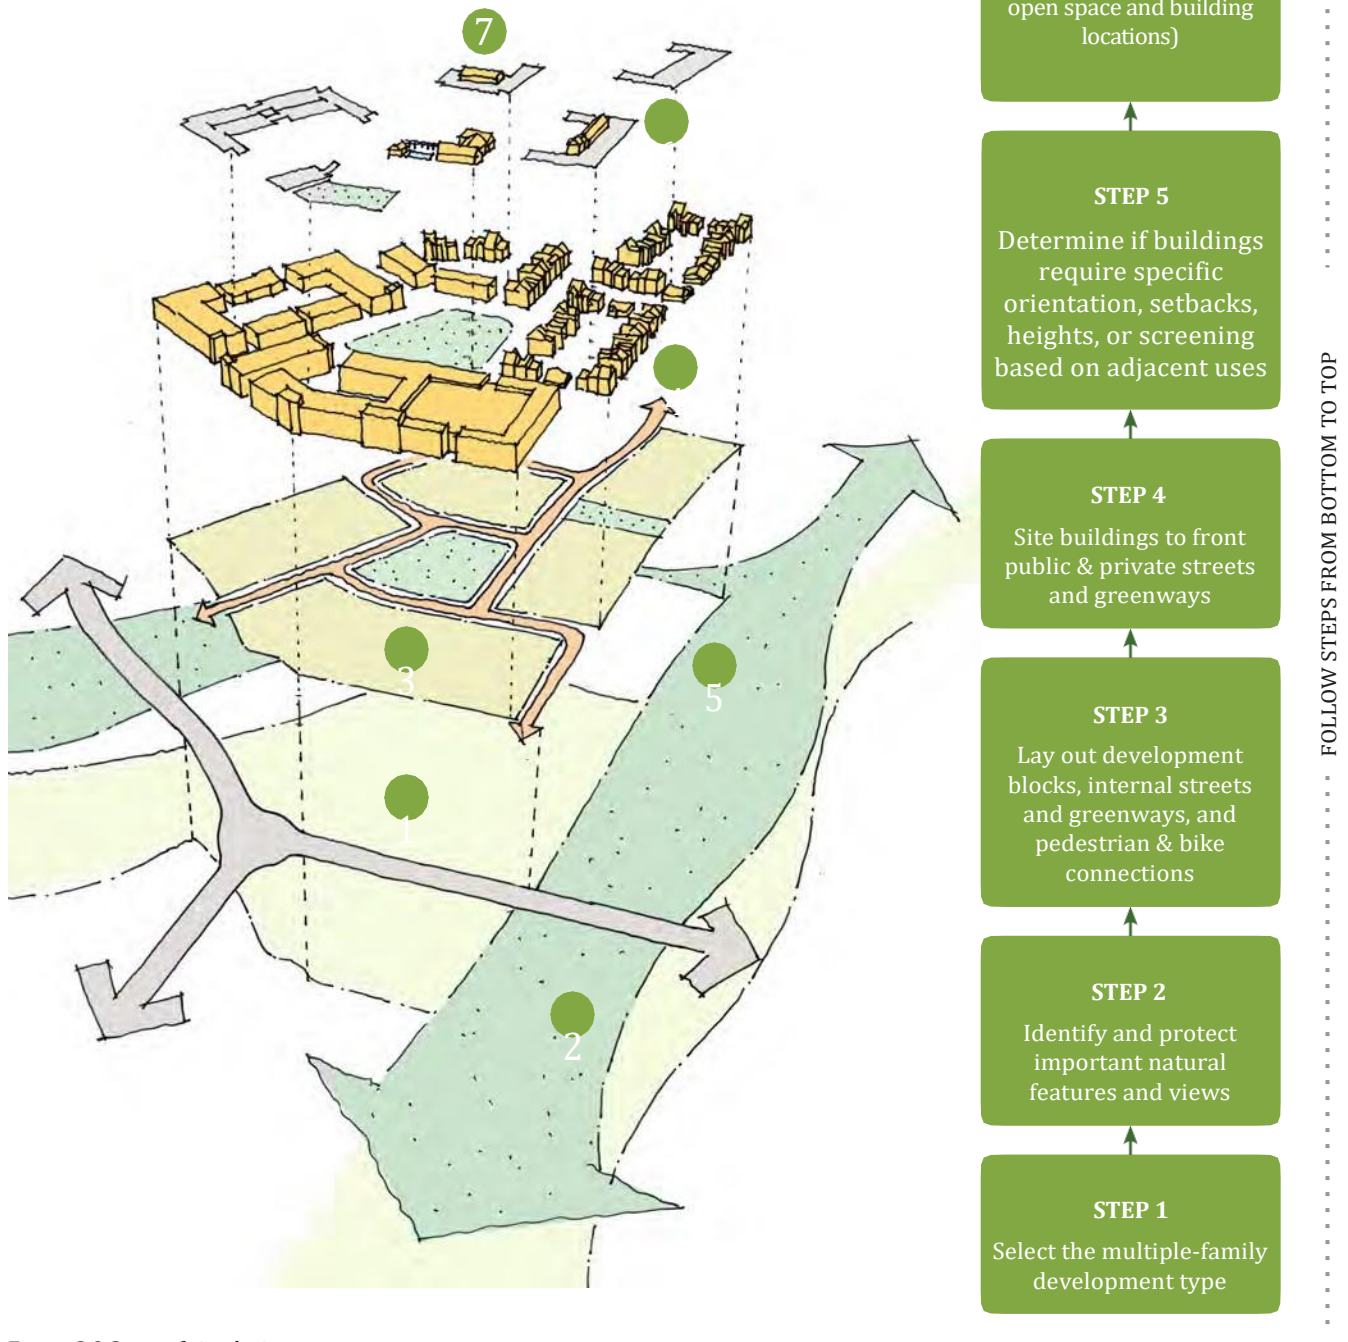 7
3
5
1
2
open space and building
locations)
STEP 5
Determine if buildings
require specific
orientation, setbacks,
heights, or screening
based on adjacent uses
STEP 4
Site buildings to front
public & private streets
and greenways
STEP 3
Lay out development
blocks, internal streets
and greenways, and
pedestrian & bike
connections
STEP 2
Identify and protect
important natural
features and views
STEP 1
Select the multiple-family
development type
FOLLOW STEPS FROM BOTTOM TO TOP